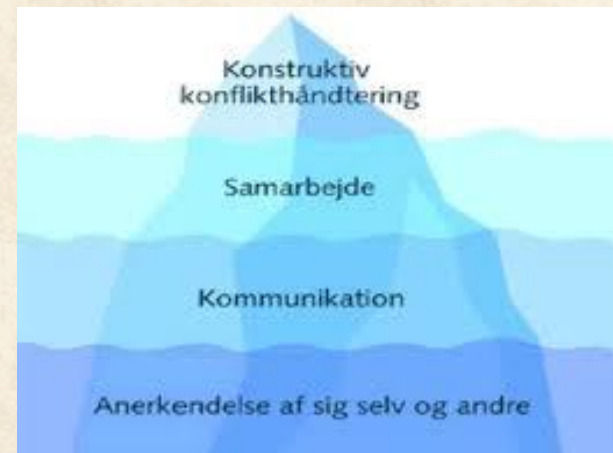 Konstruktiv
konflikthåndtering
Samarbejde
Kommunikation
Anerkendelse af sig selv og andre